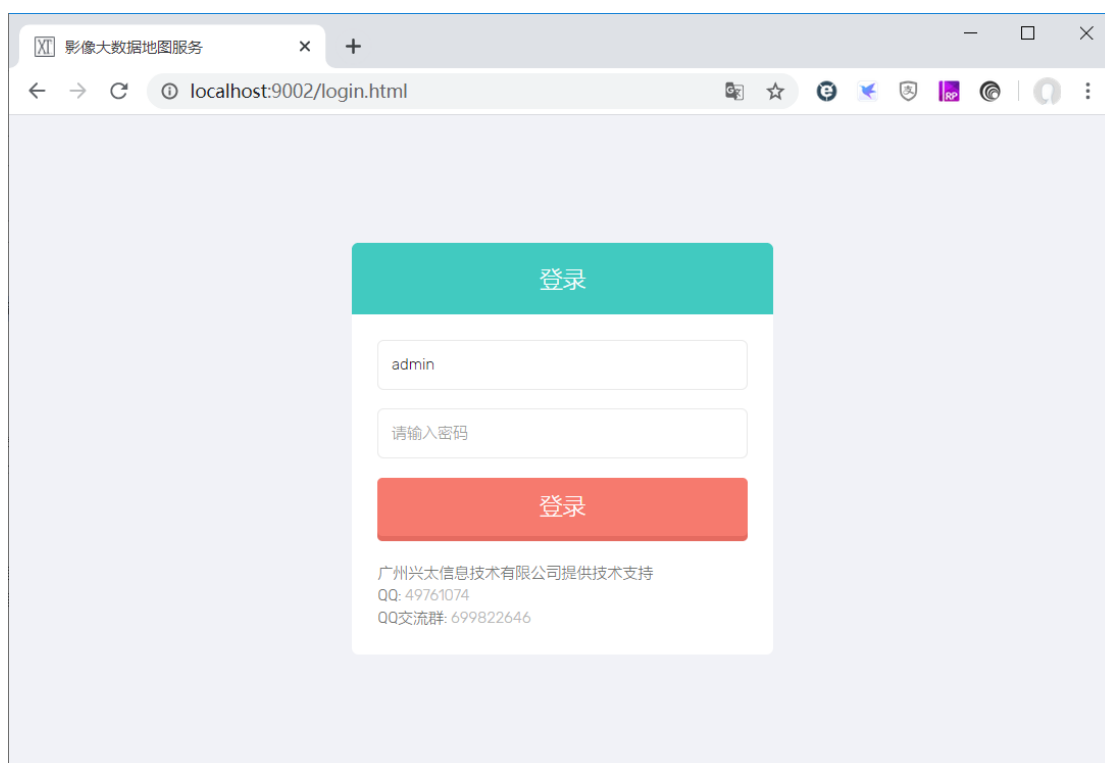 XT 影像大数据地图服务
localhost:9002/login.html
RP
登录
admin
请输入密码
登录
广州兴太信息技术有限公司提供技术支持
QQ: 49761074
QQ交流群: 699822646